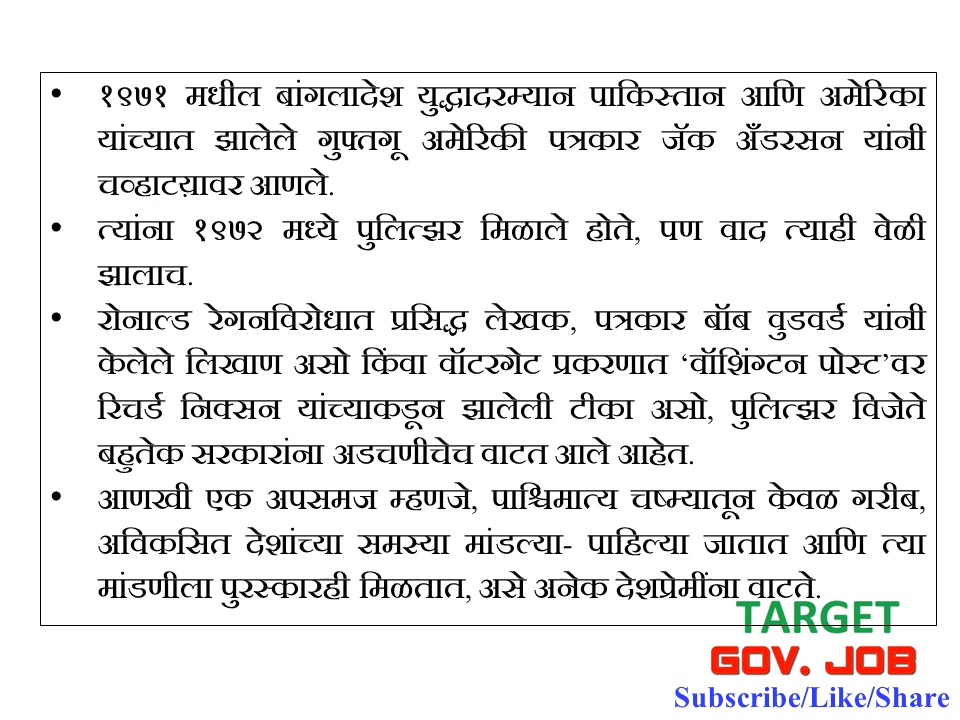 • १९७१ मधील बांगलादेश युद्धादरम्यान पाकिस्तान आणि अमेरिका
यांच्यात झालेले गुफ्तगू अमेरिकी पत्रकार जॅक अँडरसन यांनी
चव्हाटय़ावर आणले.
• त्यांना १९७२ मध्ये पुलित्झर मिळाले होते, पण वाद त्याही वेळी
झालाच.
• रोनाल्ड रेगनविरोधात प्रसिद्ध लेखक, पत्रकार बॉब वुडवर्ड यांनी
केलेले लिखाण असो किंवा वॉटरगेट प्रकरणात ‘वॉशिंग्टन पोस्ट’वर
रिचर्ड निक्सन यांच्याकडून झालेली टीका असो, पुलित्झर विजेते
बहुतेक सरकारांना अडचणीचेच वाटत आले आहेत.
• आणखी एक अपसमज म्हणजे, पाश्चिमात्य चष्म्यातून केवळ गरीब,
अविकसित देशांच्या समस्या मांडल्या- पाहिल्या जातात आणि त्या
मांडणीला पुरस्कारही मिळतात, असे अनेक देशप्रेमींना वाटते.
TARGET
GOV. JOB
Subscribe/Like/Share